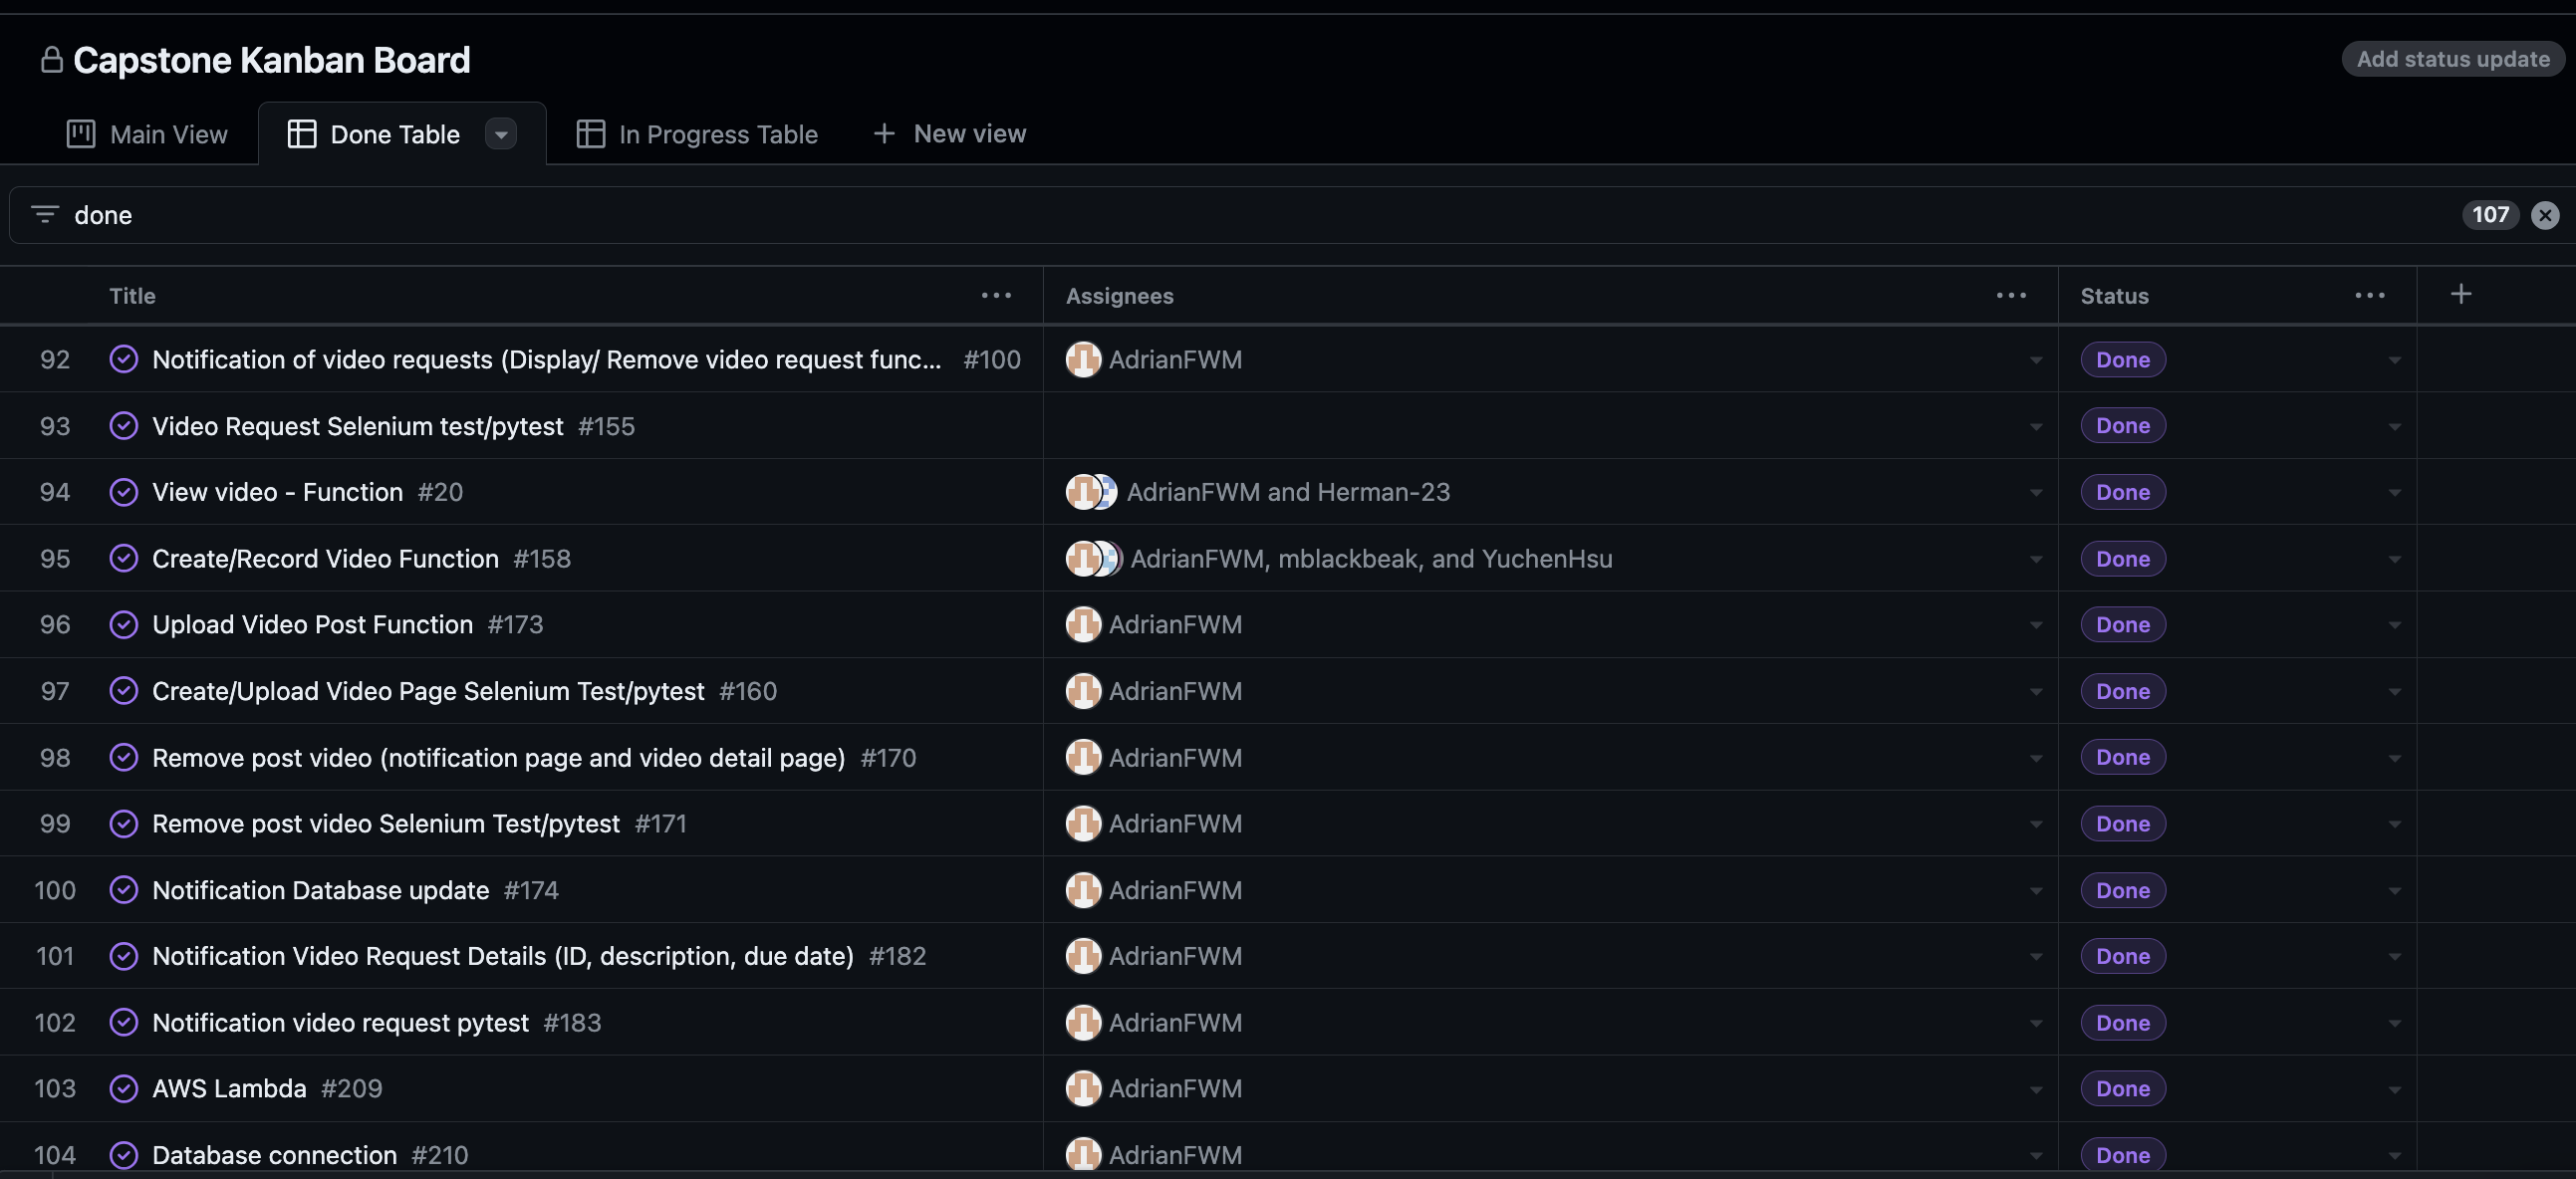 Capstone Kanban Board
Add status update
Main View
Done Table
In Progress Table
New view
done
107
Title
Assignees
Status
92 Notification of video requests (Display/ Remove video request func... #100 AdrianFWM Done
93 Video Request Selenium test/pytest #155 Done
94 View video - Function #20 AdrianFWM and Herman-23 Done
95 Create/Record Video Function #158 AdrianFWM, mblackbeak, and YuchenHsu Done
96 Upload Video Post Function #173 AdrianFWM Done
97 Create/Upload Video Page Selenium Test/pytest #160 AdrianFWM Done
98 Remove post video (notification page and video detail page) #170 AdrianFWM Done
99 Remove post video Selenium Test/pytest #171 AdrianFWM Done
100 Notification Database update #174 AdrianFWM Done
101 Notification Video Request Details (ID, description, due date) #182 AdrianFWM Done
102 Notification video request pytest #183 AdrianFWM Done
103 AWS Lambda #209 AdrianFWM Done
104 Database connection #210 AdrianFWM Done